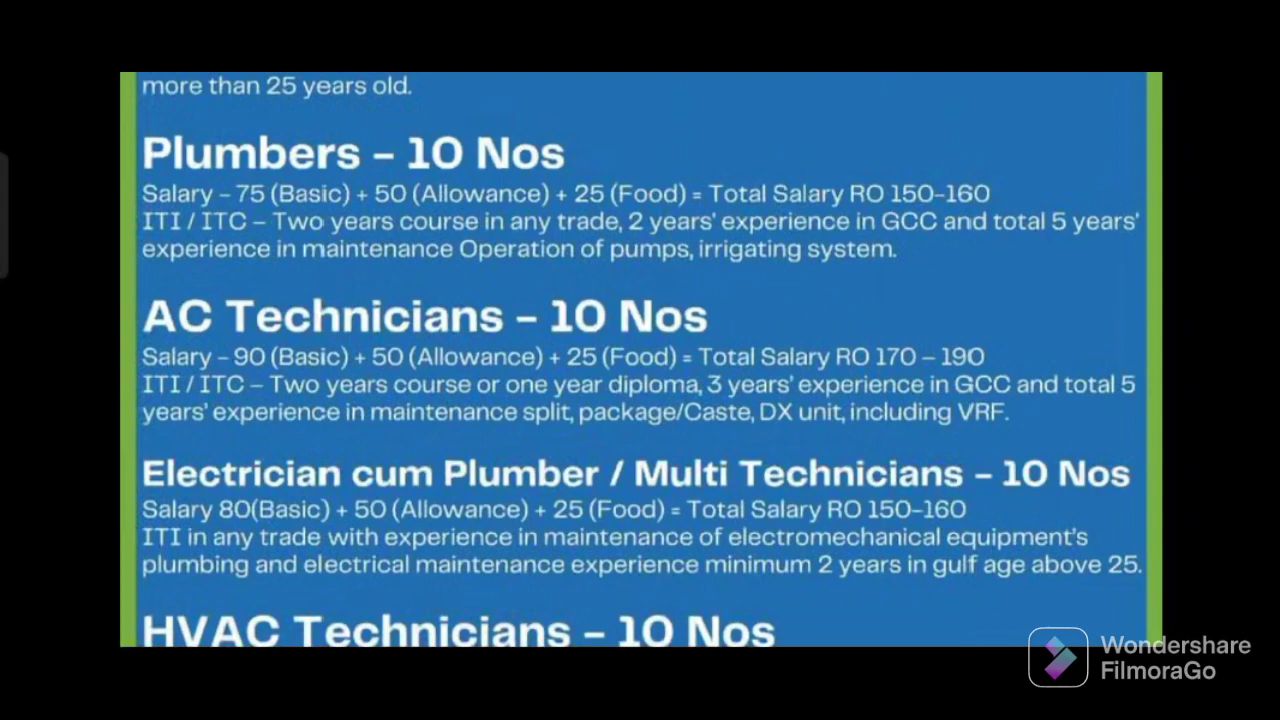 more than 25 years old.
Plumbers – 10 Nos
Salary – 75 (Basic) + 50 (Allowance) + 25 (Food) = Total Salary RO 150-160
ITI / ITC – Two years course in any trade, 2 years' experience in GCC and total 5 years'
experience in maintenance Operation of pumps, irrigating system.
AC Technicians – 10 Nos
Salary – 90 (Basic) + 50 (Allowance) + 25 (Food) = Total Salary RO 170 – 190
ITI / ITC – Two years course or one year diploma, 3 years' experience in GCC and total 5
years' experience in maintenance split, package/Caste, DX unit, including VRF.
Electrician cum Plumber / Multi Technicians – 10 Nos
Salary 80(Basic) + 50 (Allowance) + 25 (Food) = Total Salary RO 150-160
ITI in any trade with experience in maintenance of electromechanical equipment's
plumbing and electrical maintenance experience minimum 2 years in gulf age above 25.
HVAC Technicians – 10 Nos
Wondershare
FilmoraGo